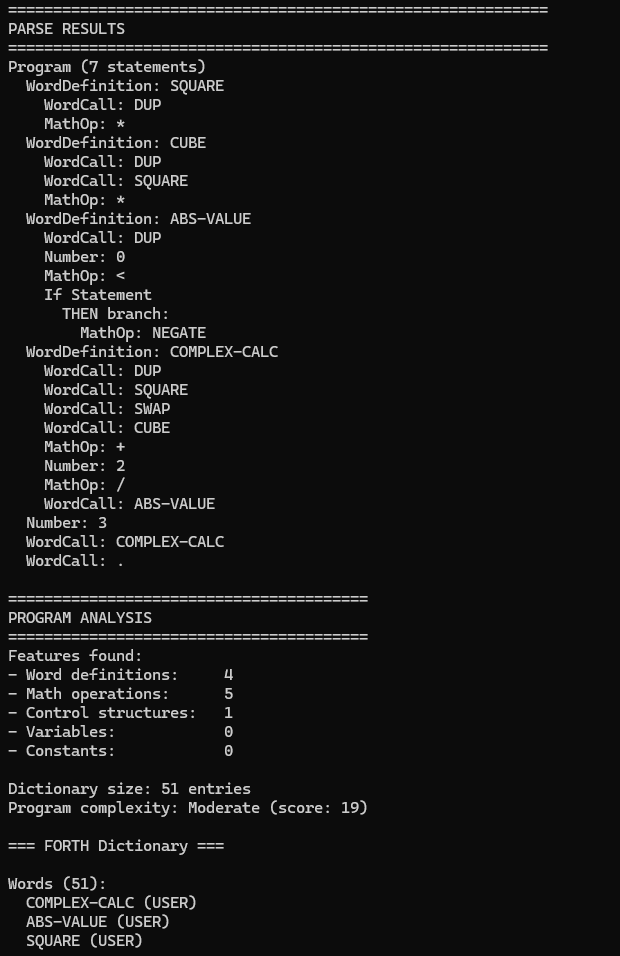 ============================================================
PARSE RESULTS
============================================================
Program (7 statements)
  WordDefinition: SQUARE
    WordCall: DUP
    MathOp: *
  WordDefinition: CUBE
    WordCall: DUP
    WordCall: SQUARE
    MathOp: *
  WordDefinition: ABS-VALUE
    WordCall: DUP
    Number: 0
    MathOp: <
    If Statement
      THEN branch:
        MathOp: NEGATE
  WordDefinition: COMPLEX-CALC
    WordCall: DUP
    WordCall: SQUARE
    WordCall: SWAP
    WordCall: CUBE
    MathOp: +
    Number: 2
    MathOp: /
    WordCall: ABS-VALUE
  Number: 3
  WordCall: COMPLEX-CALC
  WordCall: .

========================================
PROGRAM ANALYSIS
========================================
Features found:
- Word definitions:     4
- Math operations:      5
- Control structures:   1
- Variables:            0
- Constants:            0

Dictionary size: 51 entries
Program complexity: Moderate (score: 19)

=== FORTH Dictionary ===

Words (51):
  COMPLEX-CALC (USER)
  ABS-VALUE (USER)
  SQUARE (USER)